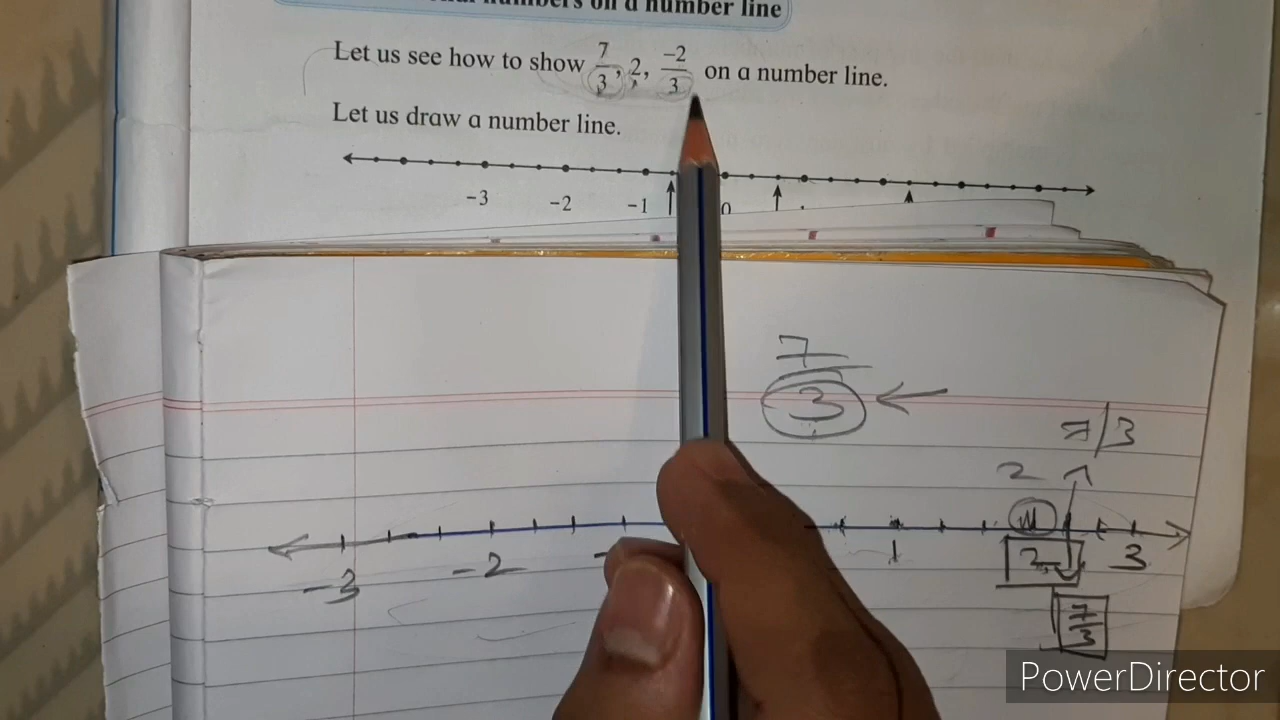 numbers on a number line
Let us see how to show 7/3, 2, -2/3 on a number line.
Let us draw a number line.
-3 -2 -1 0
7
3
π/3
2
-3 -2 1 2 3
7/3
PowerDirector